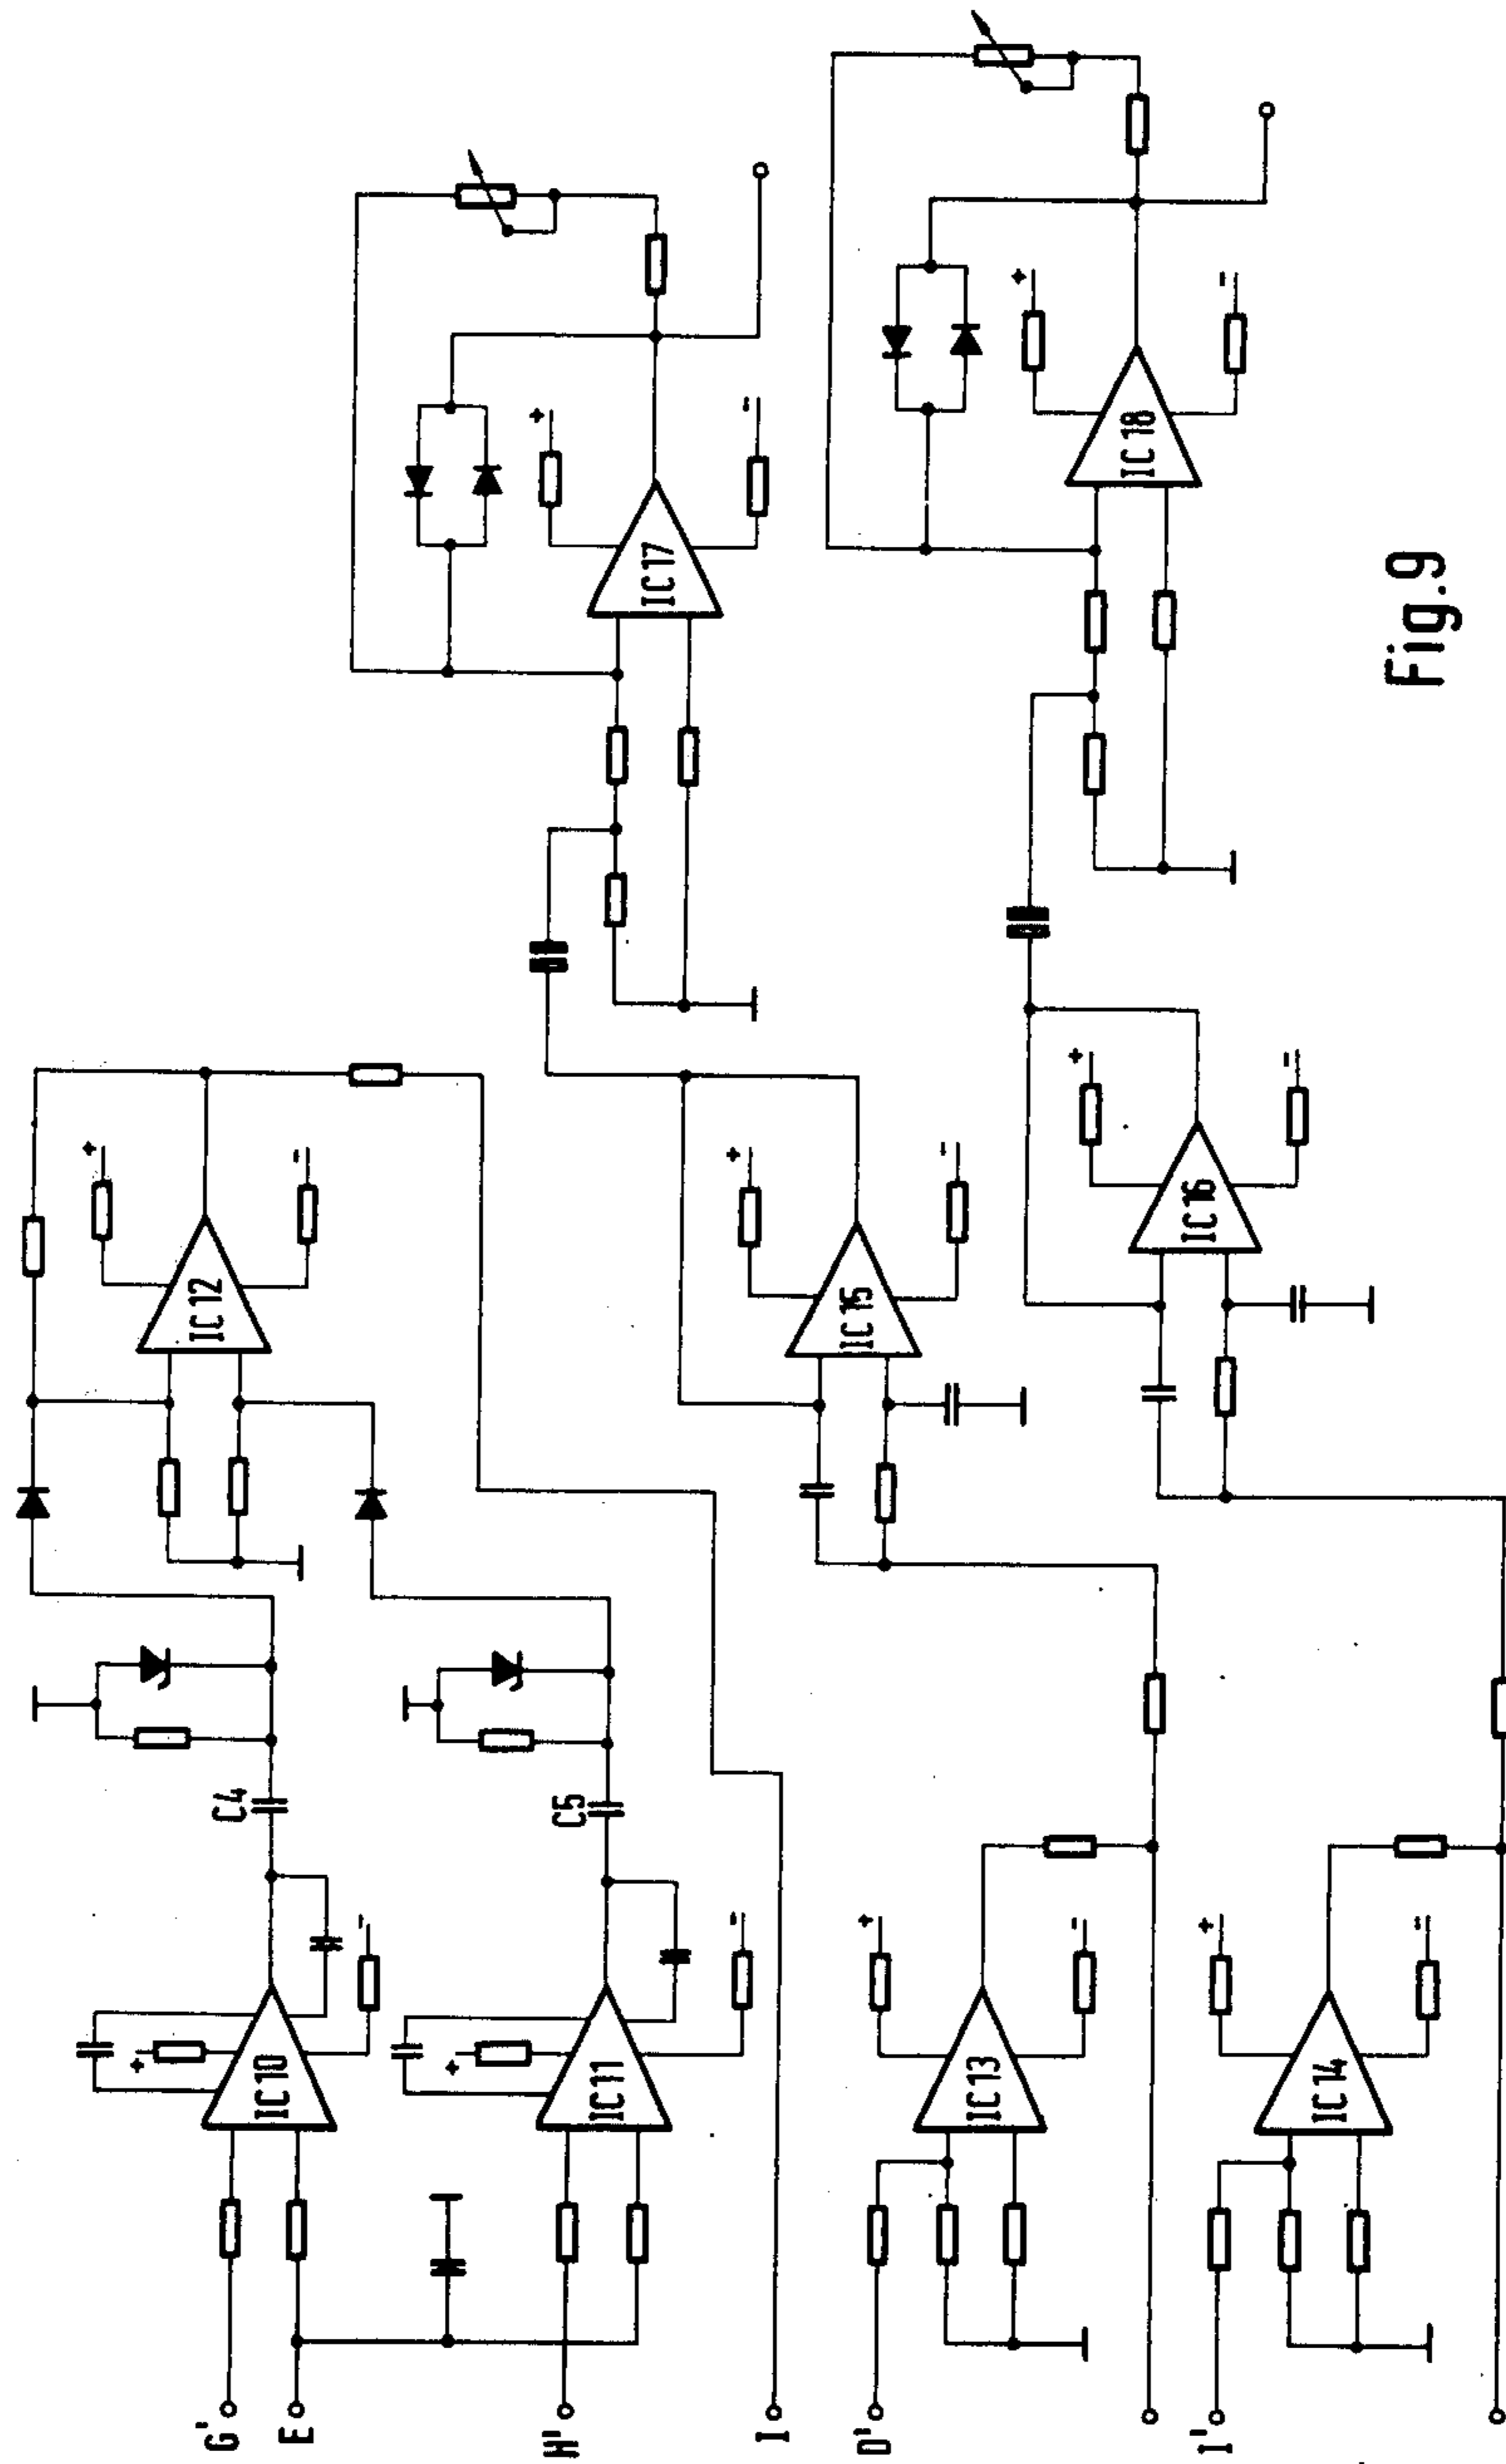 G'
E
H'
I
D'
I'
IC10
+
-
C4
IC11
+
-
C5
IC12
+
-
IC13
+
-
IC14
+
-
IC15
+
-
IC16
+
-
IC17
+
-
IC18
+
-
Fig.9